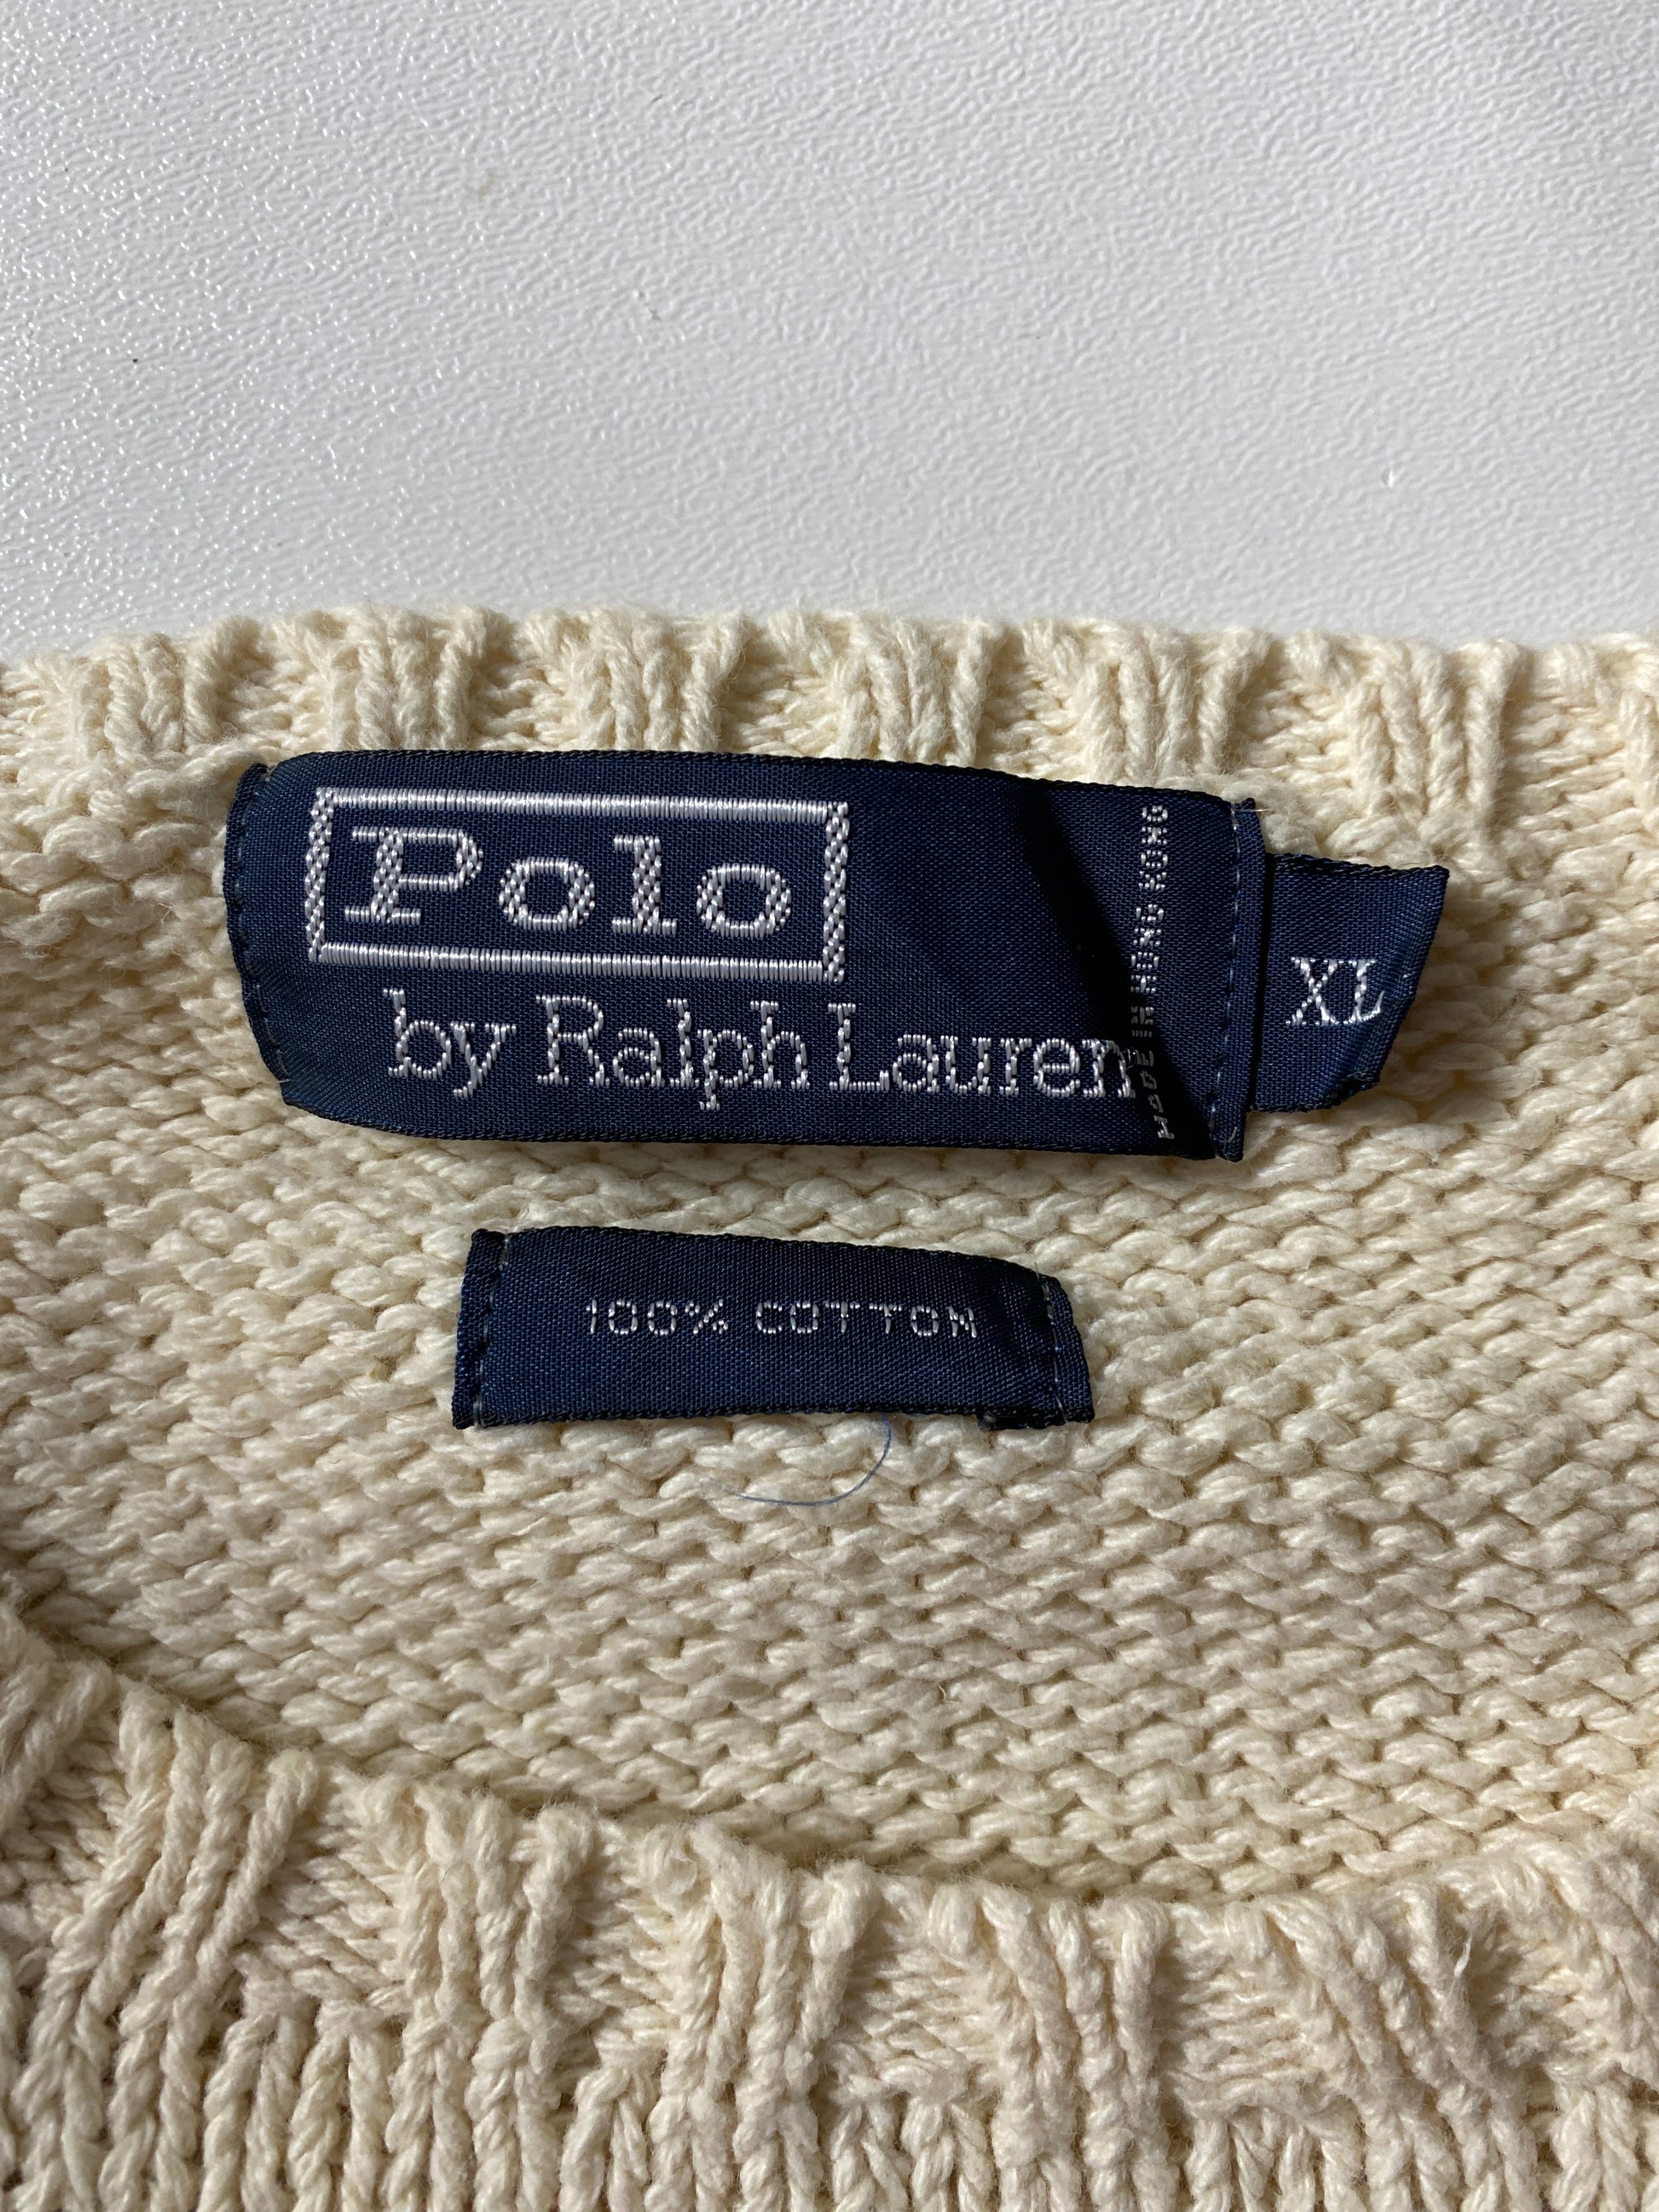 Polo
by Ralph Lauren
MADE IN HONG KONG
XL
100% COTTON